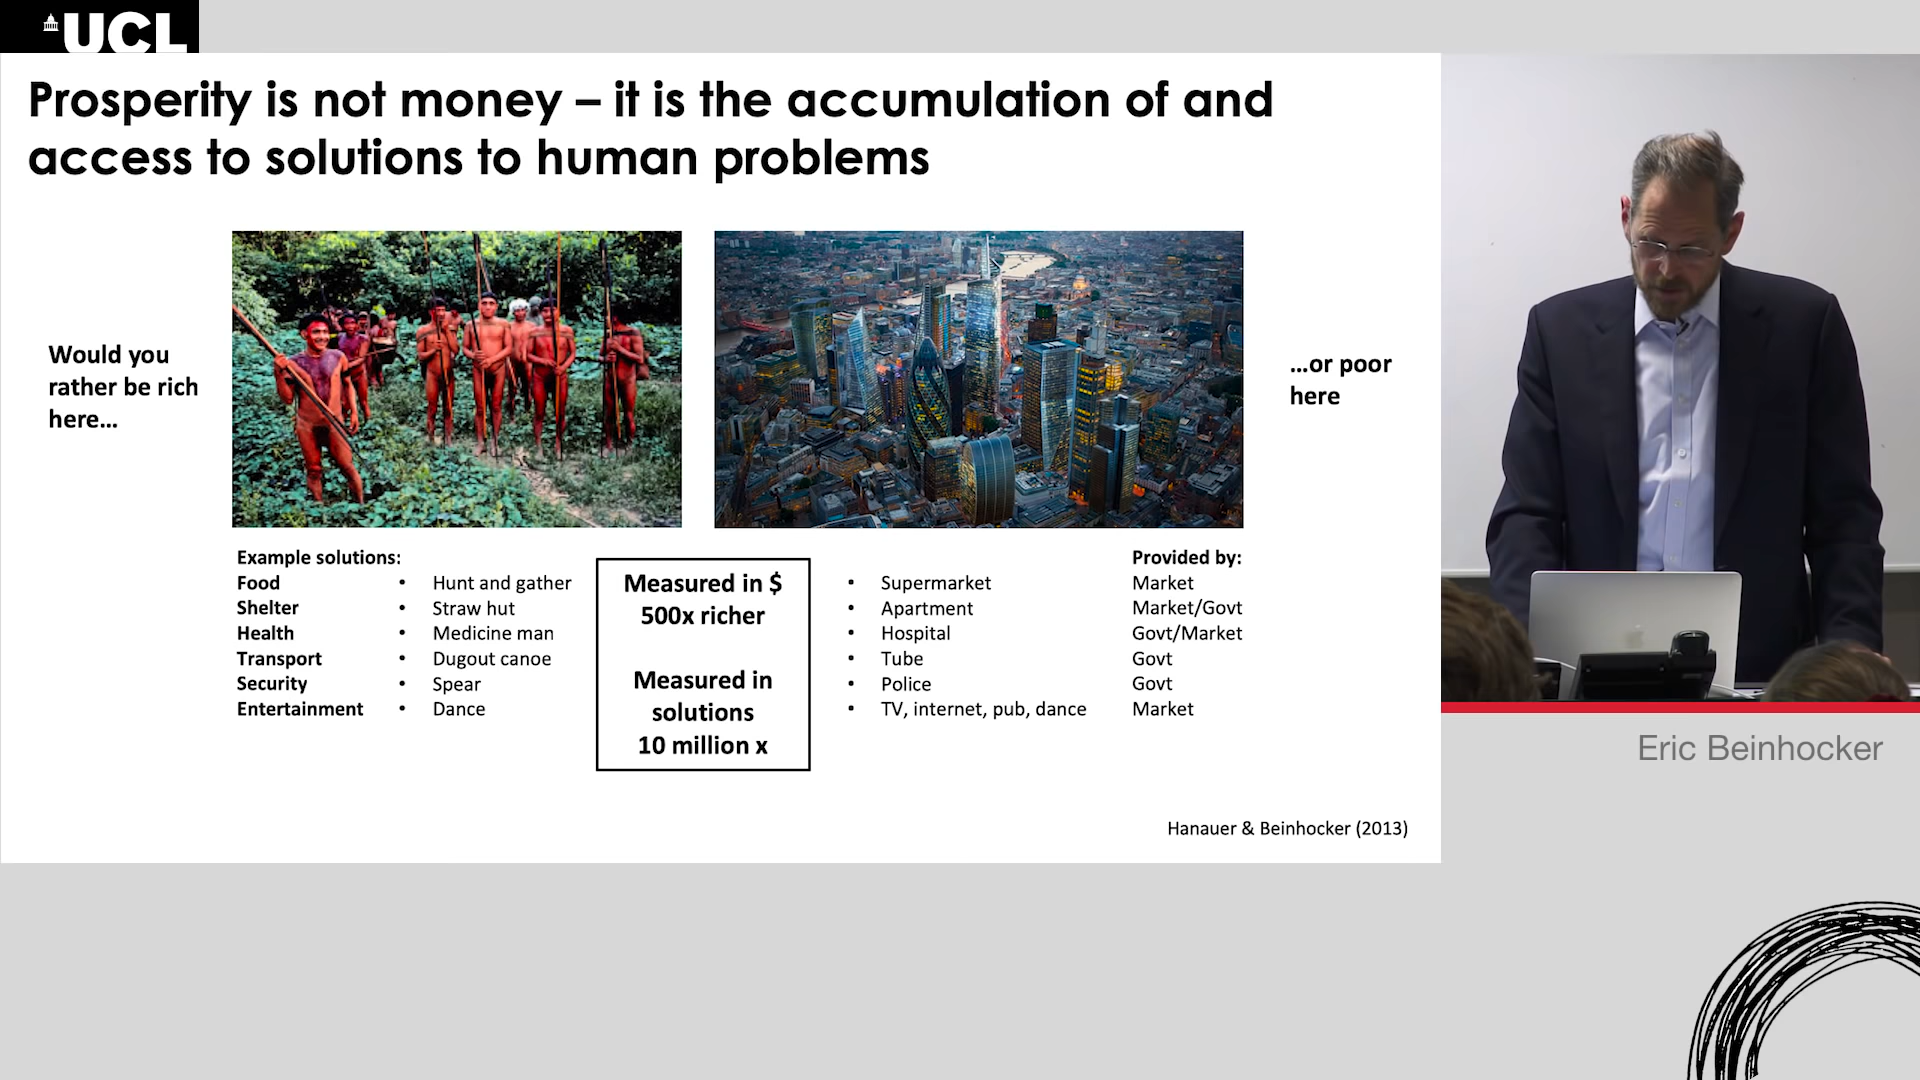 UCL
Prosperity is not money – it is the accumulation of and
access to solutions to human problems
Would you
rather be rich
here...
...or poor
here
Example solutions:
Food • Hunt and gather
Shelter • Straw hut
Health • Medicine man
Transport • Dugout canoe
Security • Spear
Entertainment • Dance
Measured in $
500x richer
Measured in
solutions
10 million x
• Supermarket
• Apartment
• Hospital
• Tube
• Police
• TV, internet, pub, dance
Provided by:
Market
Market/Govt
Govt/Market
Govt
Govt
Market
Hanauer & Beinhocker (2013)
Eric Beinhocker